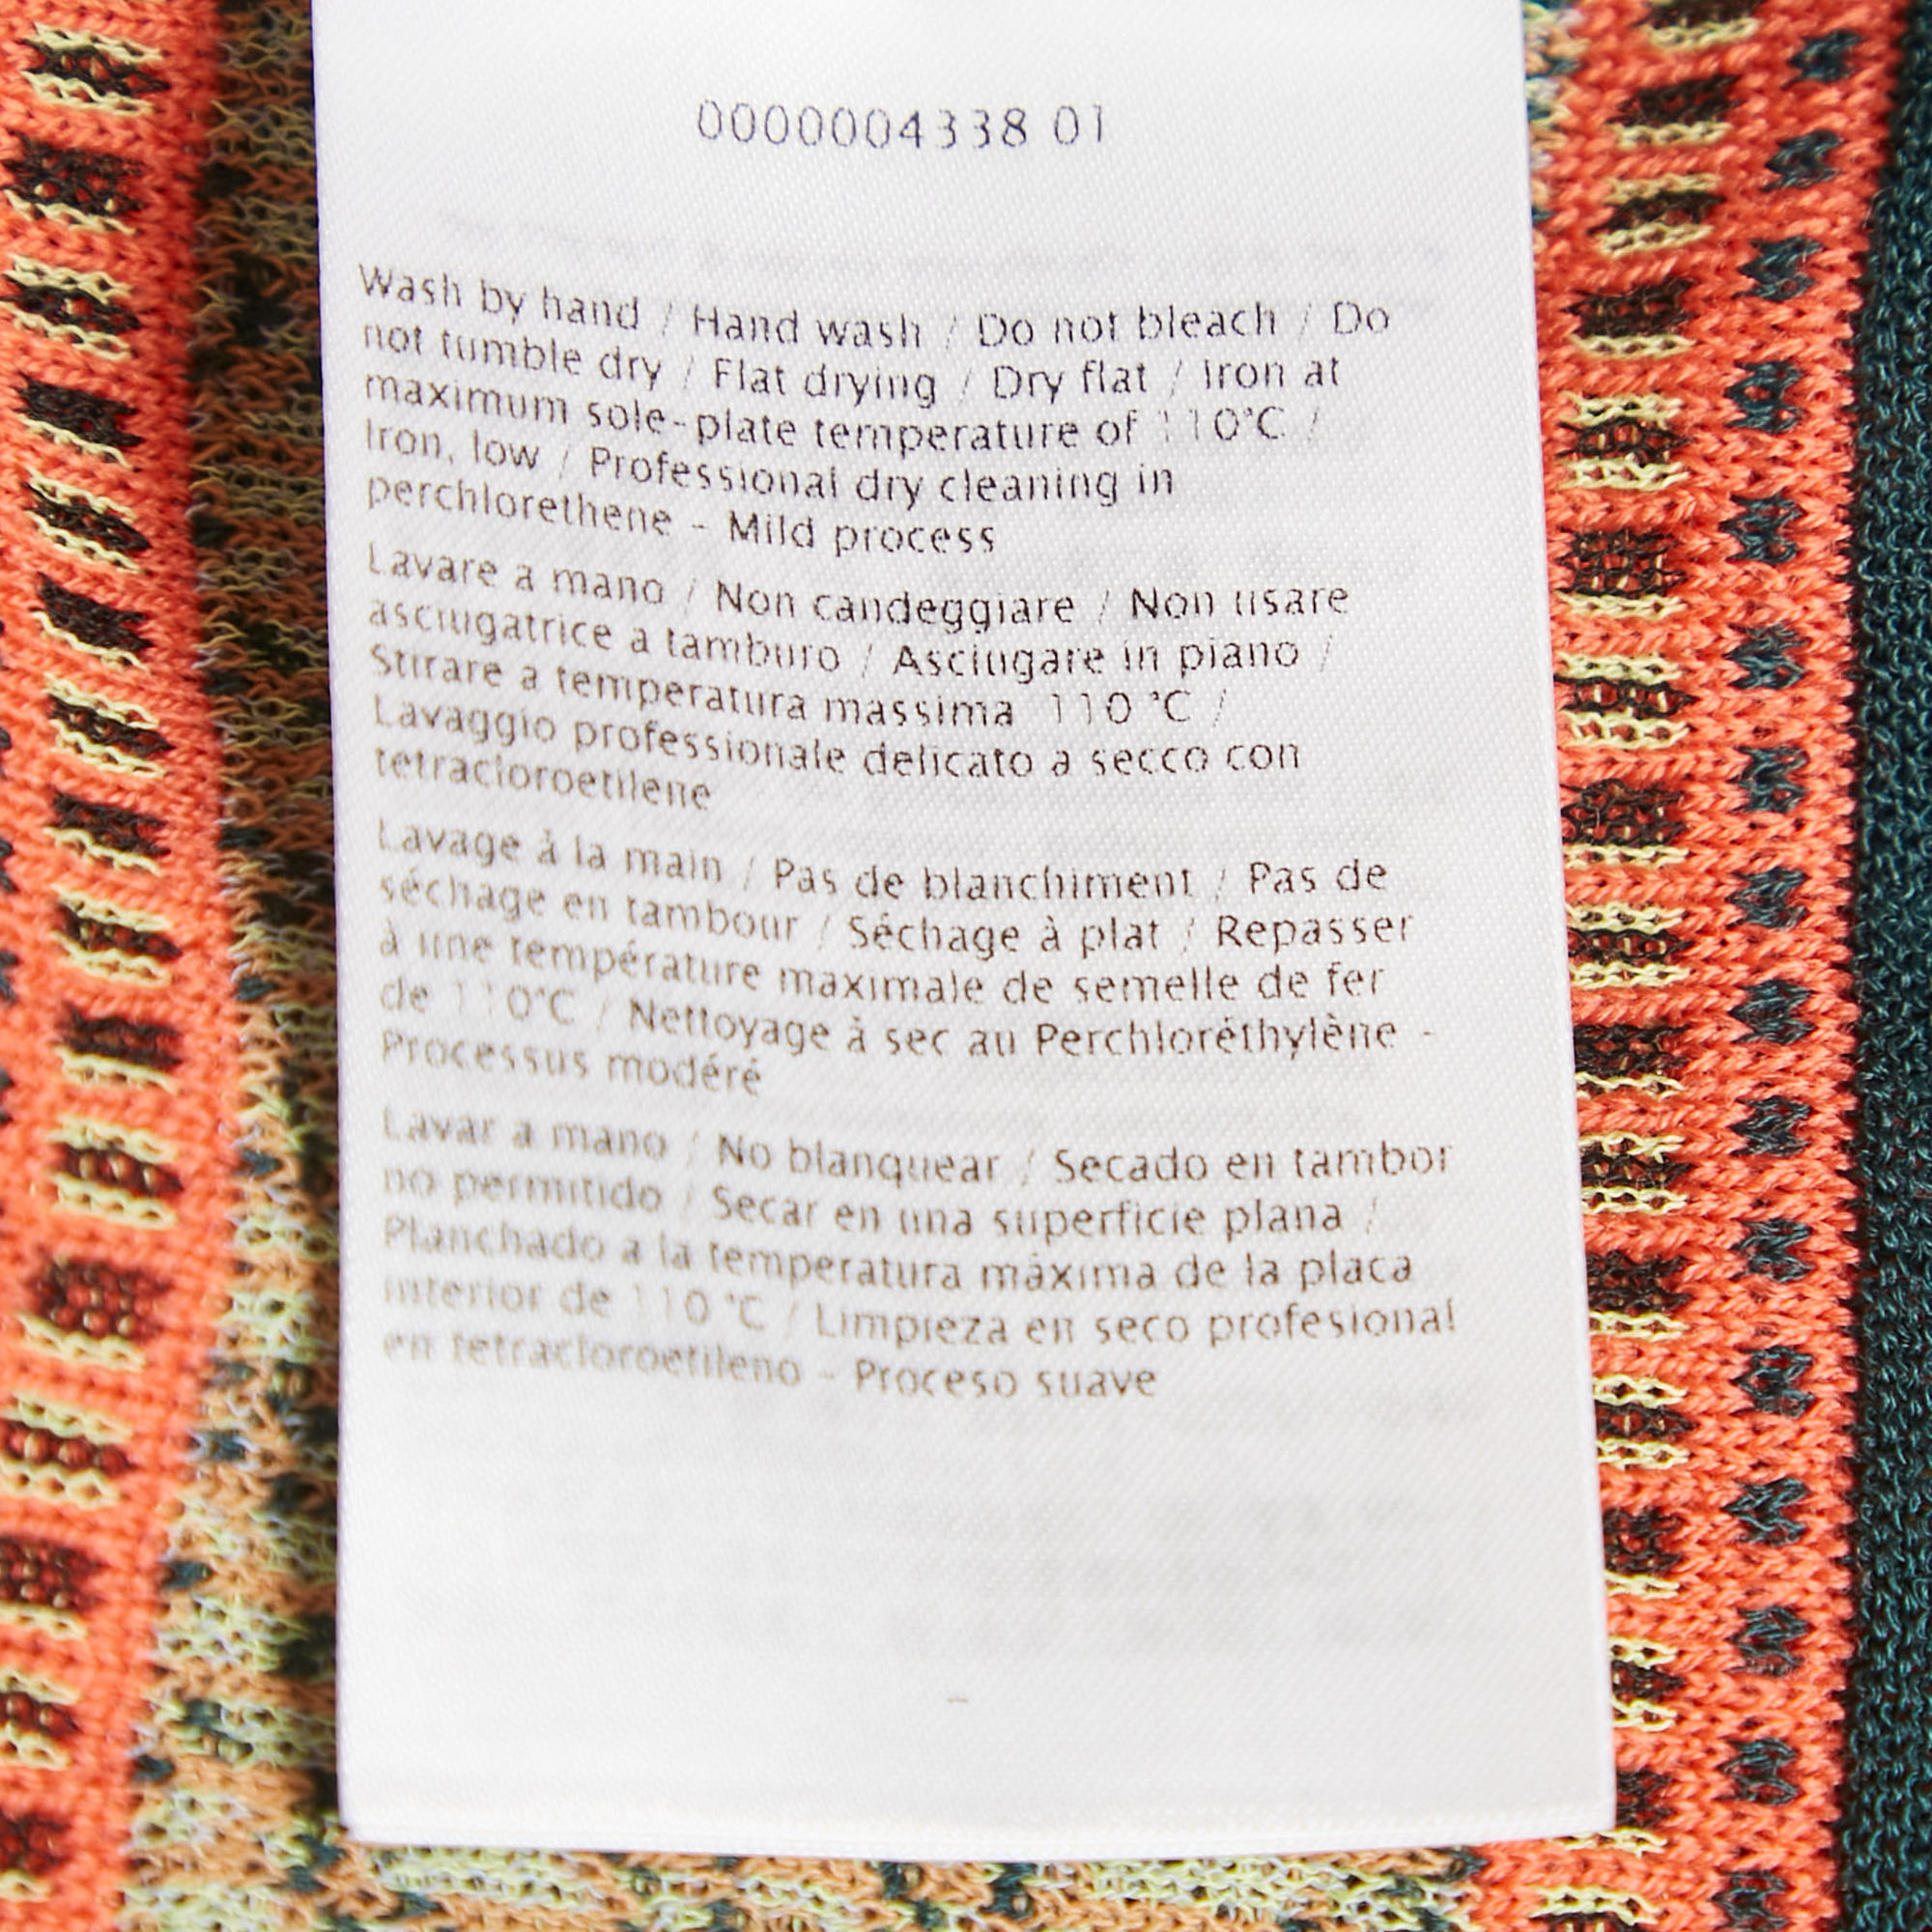 0000004338 01
Wash by hand / Hand wash / Do not bleach / Do
not tumble dry / Flat drying / Dry flat / Iron at
maximum sole-plate temperature of 110°C /
Iron, low / Professional dry cleaning in
perchlorethene - Mild process
Lavare a mano / Non candeggiare / Non usare
asciugatrice a tamburo / Asciugare in piano /
Stirare a temperatura massima 110 °C /
Lavaggio professionale delicato a secco con
tetracloroetilene
Lavage à la main / Pas de blanchiment / Pas de
séchage en tambour / Séchage à plat / Repasser
à une température maximale de semelle de fer
de 110°C / Nettoyage à sec au Perchloréthylène -
Processus modéré
Lavar a mano / No blanquear / Secado en tambor
no permitido / Secar en una superficie plana /
Planchado a la temperatura máxima de la placa
interior de 110 °C / Limpieza en seco profesional
en tetracloroetileno - Proceso suave